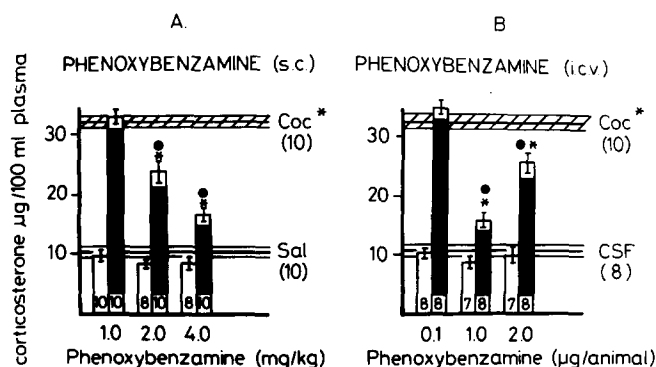 A.
B
PHENOXYBENZAMINE (s.c.)
PHENOXYBENZAMINE (i.c.v.)
corticosterone µg/100 ml plasma
30
20
10
Coc *
(10)
Sal
(10)
● *
● *
10 10 8 10 8 10
1.0 2.0 4.0
Phenoxybenzamine (mg/kg)
30
20
10
Coc *
(10)
CSF
(8)
● *
● *
8 8 7 8 7 8
0.1 1.0 2.0
Phenoxybenzamine (µg/animal)